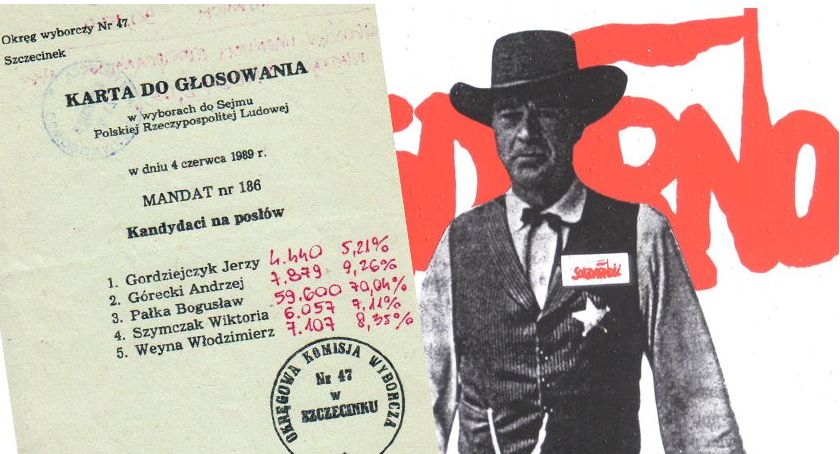 Okręg wyborczy Nr 47
Szczecinek
KARTA DO GŁOSOWANIA
w wyborach do Sejmu
Polskiej Rzeczypospolitej Ludowej
w dniu 4 czerwca 1989 r.
MANDAT nr 186
Kandydaci na posłów
1. Gordziejczyk Jerzy 4.440 5,21%
2. Górecki Andrzej 7.879 9,26%
3. Pałka Bogusław 59.600 70,04%
4. Szymczak Wiktoria 6.057 7,11%
5. Weyna Włodzimierz 7.107 8,35%
OKRĘGOWA KOMISJA WYBORCZA
Nr 47
w
SZCZECINKU
SOLIDARNOŚĆ